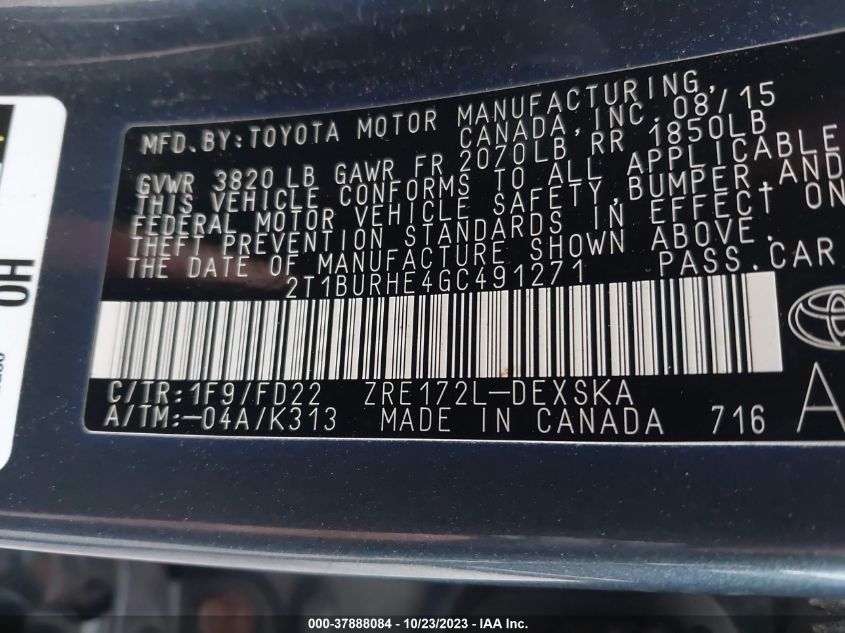 MFD. BY: TOYOTA MOTOR MANUFACTURING,
CANADA, INC. 08/15
GVWR 3820 LB GAWR FR 2070LB RR 1850LB
THIS VEHICLE CONFORMS TO ALL APPLICABLE
FEDERAL MOTOR VEHICLE SAFETY, BUMPER, AND
THEFT PREVENTION STANDARDS IN EFFECT ON
THE DATE OF MANUFACTURE SHOWN ABOVE.
2T1BURHE4GC491271 PASS. CAR
C/TR: 1F9/FD22 ZRE172L-DEXSKA
A/TM: -04A/K313 MADE IN CANADA 716 A
HO
000-37888084 - 10/23/2023 - IAA Inc.